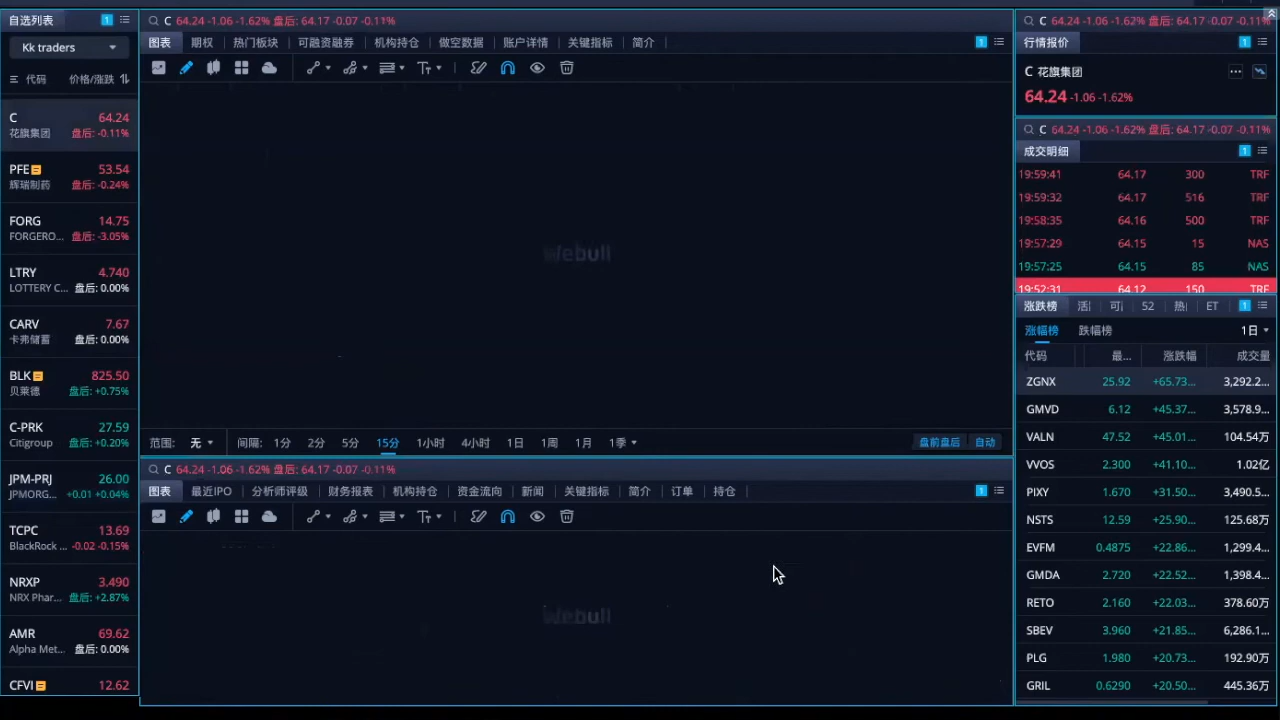 自选列表 1
Kk traders
代码 价格/涨跌
C 64.24
花旗集团 盘后: -0.11%
PFE 53.54
辉瑞制药 盘后: -0.24%
FORG 14.75
FORGERO... 盘后: -3.05%
LTRY 4.740
LOTTERY C... 盘后: 0.00%
CARV 7.67
卡弗储蓄 盘后: 0.00%
BLK 825.50
贝莱德 盘后: +0.75%
C-PRK 27.59
Citigroup 盘后: +0.20%
JPM-PRJ 26.00
JPMORG... +0.01 +0.04%
TCPC 13.69
BlackRock ... -0.02 -0.15%
NRXP 3.490
NRX Phar... 盘后: +2.87%
AMR 69.62
Alpha Met... 盘后: 0.00%
CFVI 12.62
C 64.24 -1.06 -1.62% 盘后: 64.17 -0.07 -0.11%
图表 期权 热门板块 可融资融券 机构持仓 做空数据 账户详情 关键指标 简介 1
Webull
范围: 无 间隔: 1分 2分 5分 15分 1小时 4小时 1日 1周 1月 1季 盘前盘后 自动
C 64.24 -1.06 -1.62% 盘后: 64.17 -0.07 -0.11%
图表 最近IPO 分析师评级 财务报表 机构持仓 资金流向 新闻 关键指标 简介 订单 持仓 1
Webull
C 64.24 -1.06 -1.62% 盘后: 64.17 -0.07 -0.11%
行情报价 1
C 花旗集团
64.24 -1.06 -1.62%
C 64.24 -1.06 -1.62% 盘后: 64.17 -0.07 -0.11%
成交明细 1
19:59:41 64.17 300 TRF
19:59:32 64.17 516 TRF
19:58:35 64.16 500 TRF
19:57:29 64.15 15 NAS
19:57:25 64.15 85 NAS
19:52:31 64.12 150 TRF
涨跌榜 可 52 热 ET 1
涨幅榜 跌幅榜 1日
代码 最... 涨跌幅 成交量
ZGNX 25.92 +65.73... 3,292.2...
GMVD 6.12 +45.37... 3,578.9...
VALN 47.52 +45.01... 104.54万
VVOS 2.300 +41.10... 1.02亿
PIXY 1.670 +31.50... 3,490.5...
NSTS 12.59 +25.90... 125.68万
EVFM 0.4875 +22.86... 1,299.4...
GMDA 2.720 +22.52... 1,398.4...
RETO 2.160 +22.03... 378.60万
SBEV 3.960 +21.85... 6,286.1...
PLG 1.980 +20.73... 192.90万
GRIL 0.6290 +20.50... 445.36万